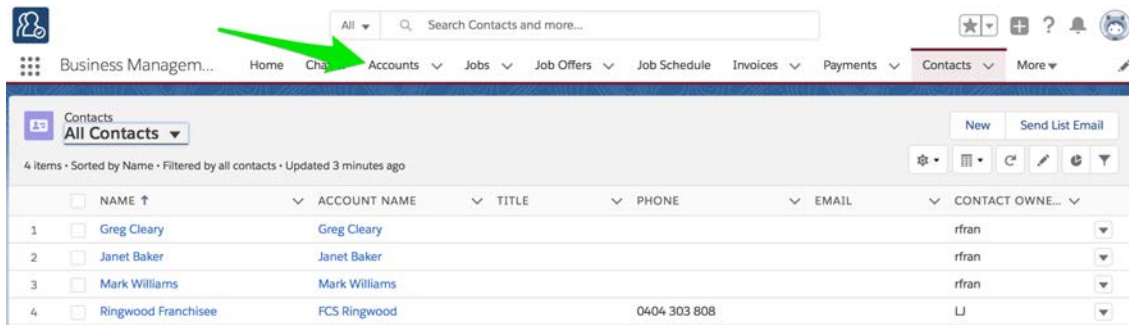 All Search Contacts and more...
Business Managem... Home Accounts Jobs Job Offers Job Schedule Invoices Payments Contacts More
Contacts
All Contacts
New Send List Email
4 items • Sorted by Name • Filtered by all contacts • Updated 3 minutes ago
NAME ↑ ACCOUNT NAME TITLE PHONE EMAIL CONTACT OWNE...
1 Greg Cleary Greg Cleary rfran
2 Janet Baker Janet Baker rfran
3 Mark Williams Mark Williams rfran
4 Ringwood Franchisee FCS Ringwood 0404 303 808 LJ